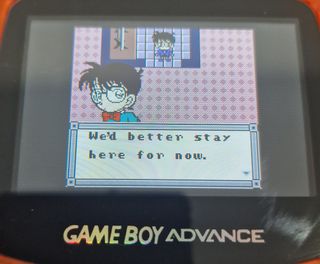 We'd better stay
here for now.
GAME BOY ADVANCE